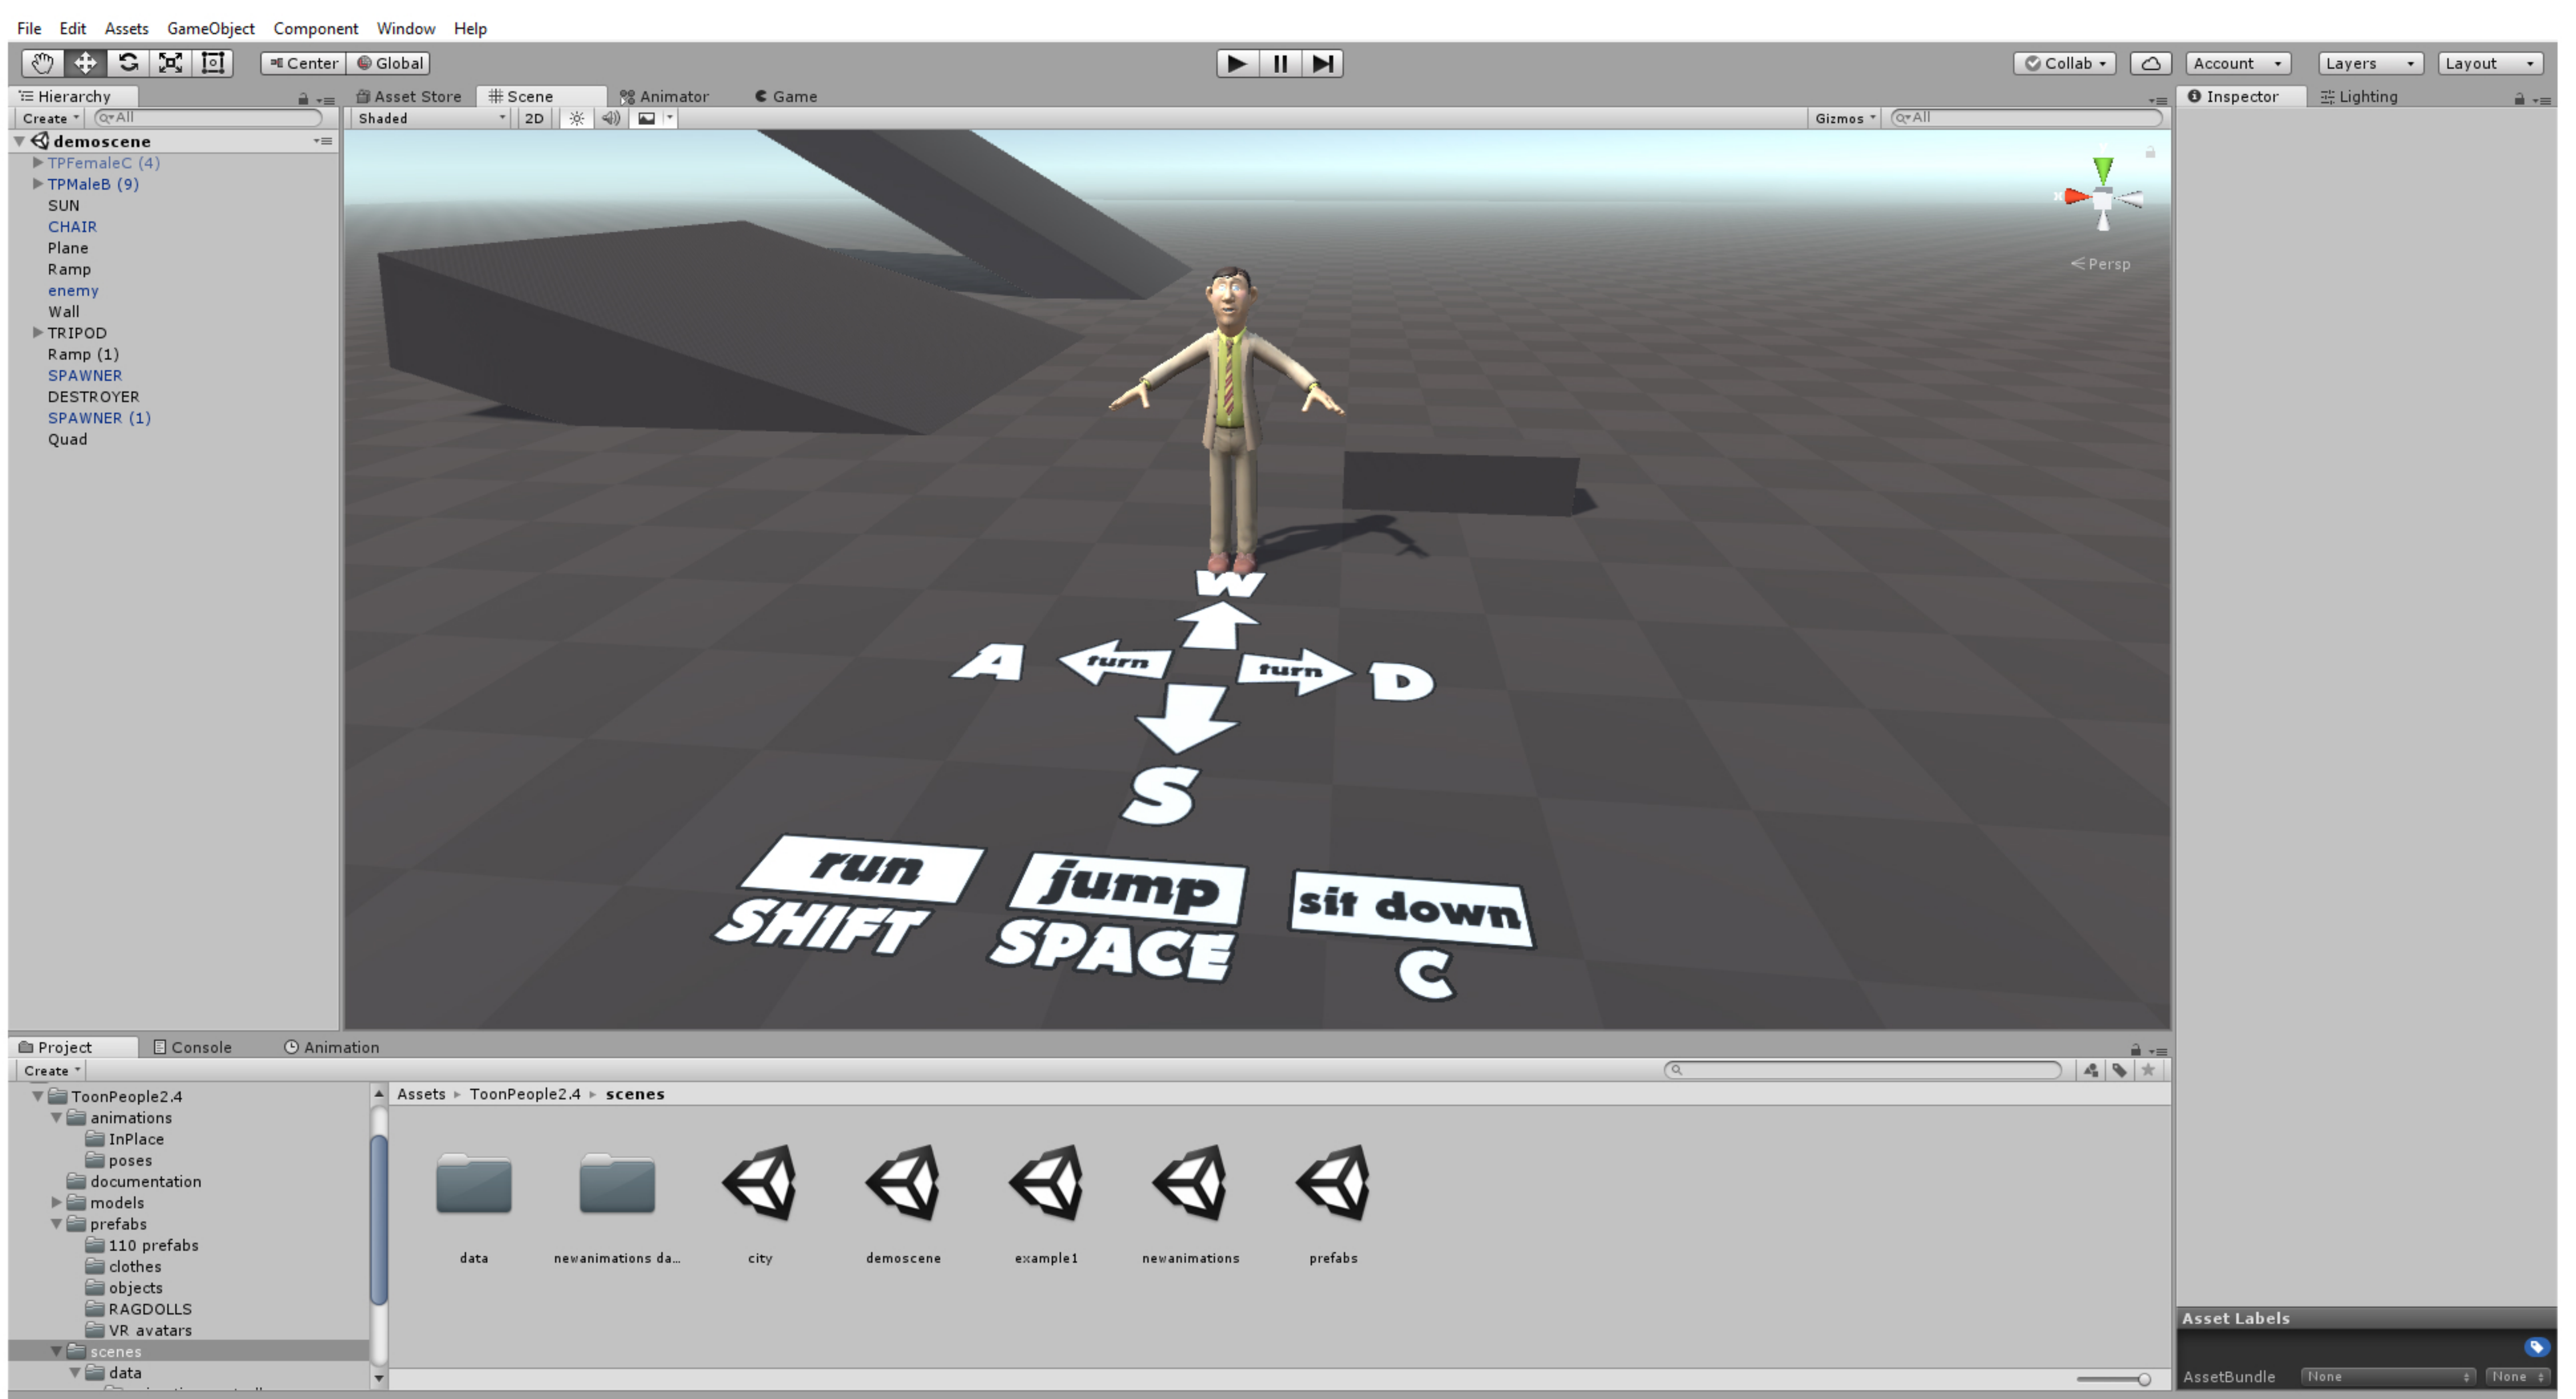 File Edit Assets GameObject Component Window Help
Center Global Collab Account Layers Layout
Hierarchy Asset Store Scene Animator Game Inspector Lighting
Create All Shaded 2D Gizmos All
demoscene
TPFemaleC (4)
TPMaleB (9)
SUN
CHAIR
Plane
Ramp
enemy
Wall
TRIPOD
Ramp (1)
SPAWNER
DESTROYER
SPAWNER (1)
Quad
x
Persp
W
A turn turn D
S
run jump sit down
SHIFT SPACE C
Project Console Animation
Create
ToonPeople2.4
animations
InPlace
poses
documentation
models
prefabs
110 prefabs
clothes
objects
RAGDOLLS
VR avatars
scenes
data
Assets ▸ ToonPeople2.4 ▸ scenes
data newanimations da... city demoscene example1 newanimations prefabs
Asset Labels
AssetBundle None None